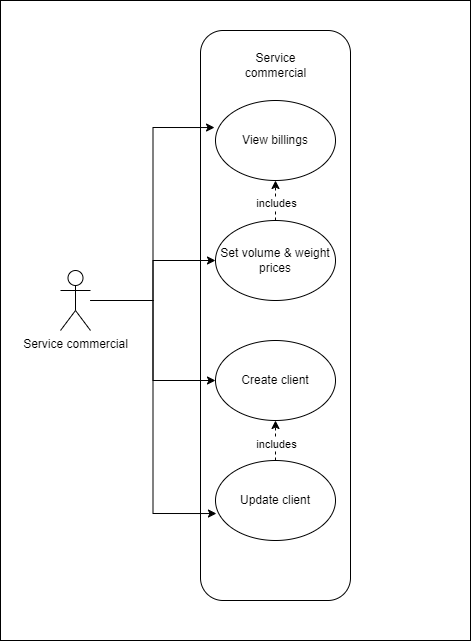 Service
commercial
View billings
includes
Set volume & weight
prices
Service commercial
Create client
includes
Update client